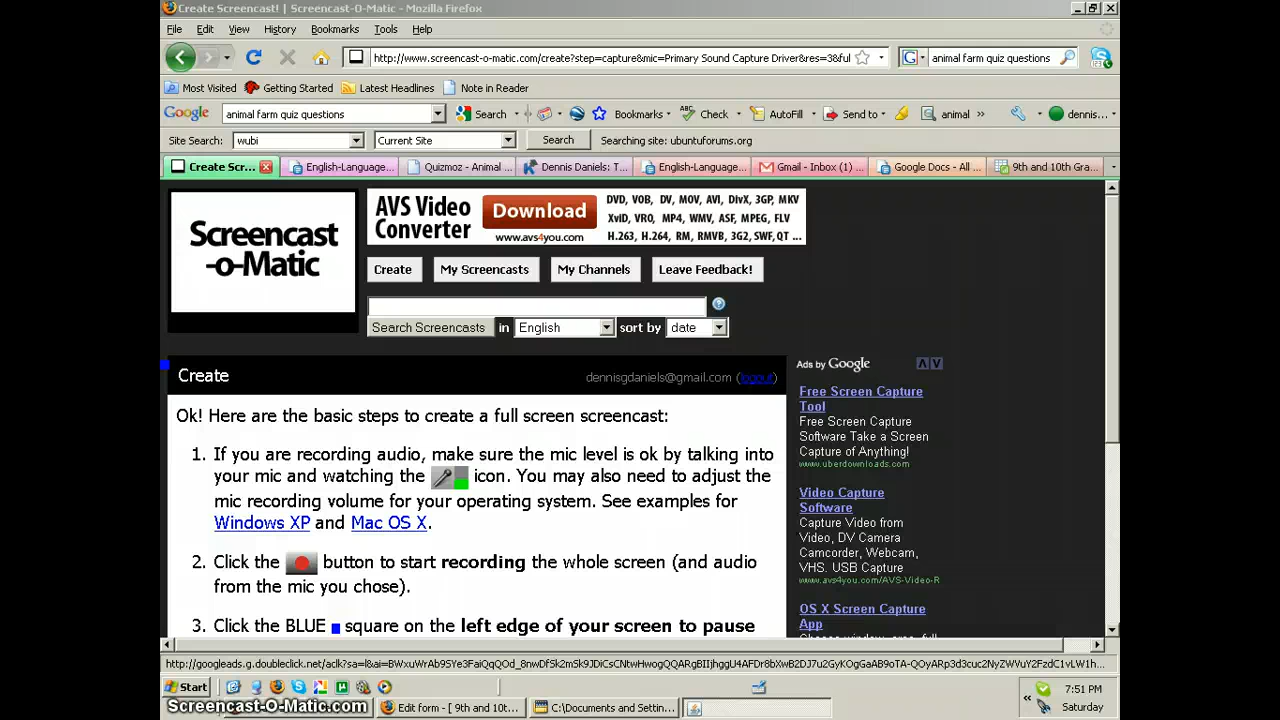 Create Screencast! | Screencast-O-Matic - Mozilla Firefox
File Edit View History Bookmarks Tools Help
http://www.screencast-o-matic.com/create?step=capture&mic=Primary Sound Capture Driver&res=3&ful
G animal farm quiz questions
Most Visited Getting Started Latest Headlines Note in Reader
Google animal farm quiz questions Search Bookmarks Check AutoFill Send to animal dennis...
Site Search: wubi Current Site Search Searching site: ubuntuforums.org
Create Scr... English-Language... Quizmoz - Animal ... Dennis Daniels: T... English-Language... Gmail - Inbox (1) ... Google Docs - All ... 9th and 10th Gra...
Screencast
-o-Matic
AVS Video
Converter
Download
www.avs4you.com
DVD, VOB, DV, MOV, AVI, DivX, 3GP, MKV
XviD, VRO, MP4, WMV, ASF, MPEG, FLV
H.263, H.264, RM, RMVB, 3G2, SWF, QT ...
Create My Screencasts My Channels Leave Feedback!
Search Screencasts in English sort by date
Create dennisgdaniels@gmail.com (logout)
Ok! Here are the basic steps to create a full screen screencast:
1. If you are recording audio, make sure the mic level is ok by talking into
your mic and watching the icon. You may also need to adjust the
mic recording volume for your operating system. See examples for
Windows XP and Mac OS X.
2. Click the button to start recording the whole screen (and audio
from the mic you chose).
3. Click the BLUE square on the left edge of your screen to pause
Ads by Google
Free Screen Capture
Tool
Free Screen Capture
Software Take a Screen
Capture of Anything!
www.uberdownloads.com
Video Capture
Software
Capture Video from
Video, DV Camera
Camcorder, Webcam,
VHS. USB Capture
www.avs4you.com/AVS-Video-R
OS X Screen Capture
App
Start
Screencast-O-Matic.com
Edit form - [ 9th and 10t... C:\Documents and Settin...
7:51 PM
Saturday